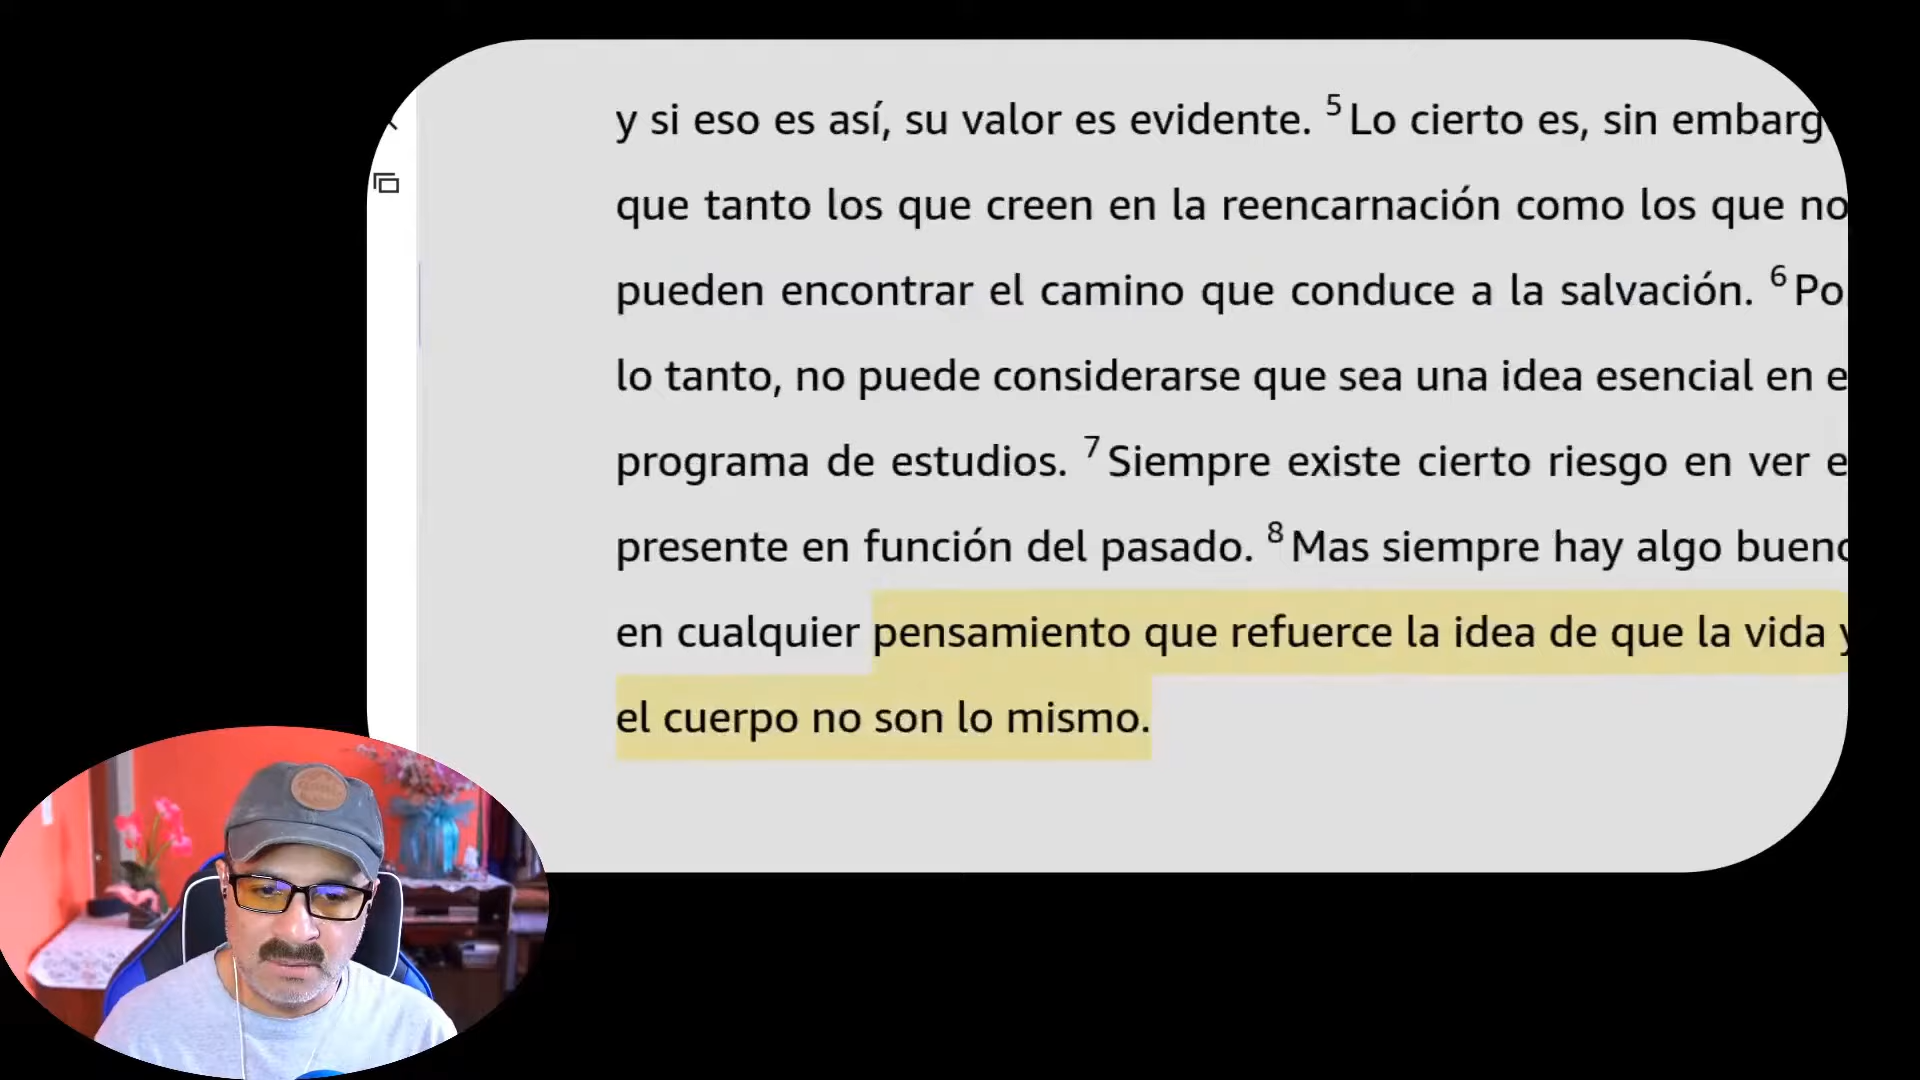 y si eso es así, su valor es evidente. 5 Lo cierto es, sin embarg
que tanto los que creen en la reencarnación como los que no
pueden encontrar el camino que conduce a la salvación. 6 Po
lo tanto, no puede considerarse que sea una idea esencial en e
programa de estudios. 7 Siempre existe cierto riesgo en ver e
presente en función del pasado. 8 Mas siempre hay algo bueno
en cualquier pensamiento que refuerce la idea de que la vida y
el cuerpo no son lo mismo.